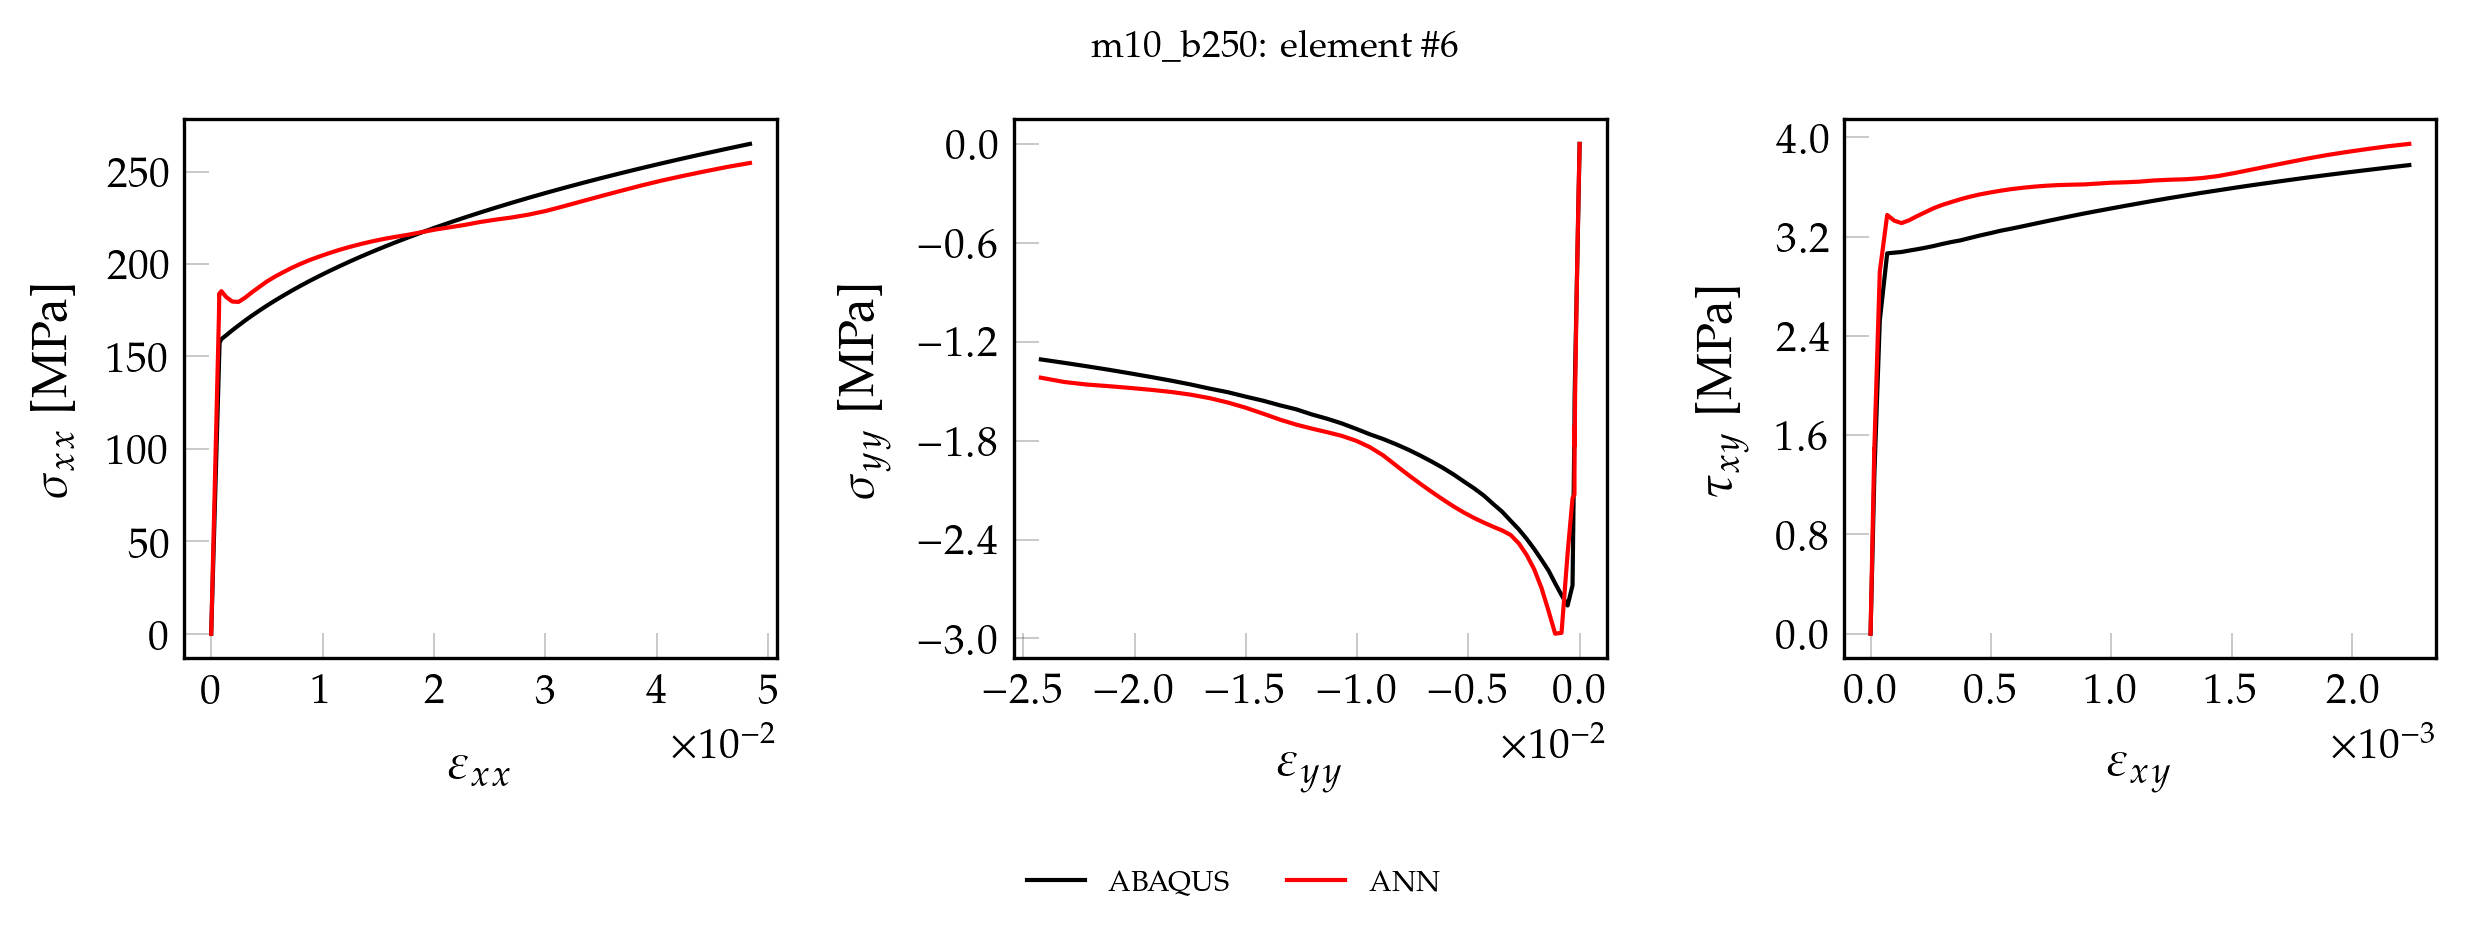 m10_b250: element #6
σxx [MPa]
250
200
150
100
50
0
0 1 2 3 4 5
×10−2
εxx
σyy [MPa]
0.0
−0.6
−1.2
−1.8
−2.4
−3.0
−2.5 −2.0 −1.5 −1.0 −0.5 0.0
×10−2
εyy
τxy [MPa]
4.0
3.2
2.4
1.6
0.8
0.0
0.0 0.5 1.0 1.5 2.0
×10−3
εxy
ABAQUS ANN